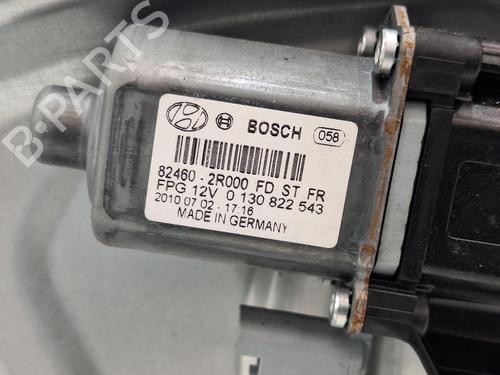 BOSCH 058
82460-2R000 FD ST FR
FPG 12V 0 130 822 543
2010 07 02 - 17:16
MADE IN GERMANY
B-PARTS